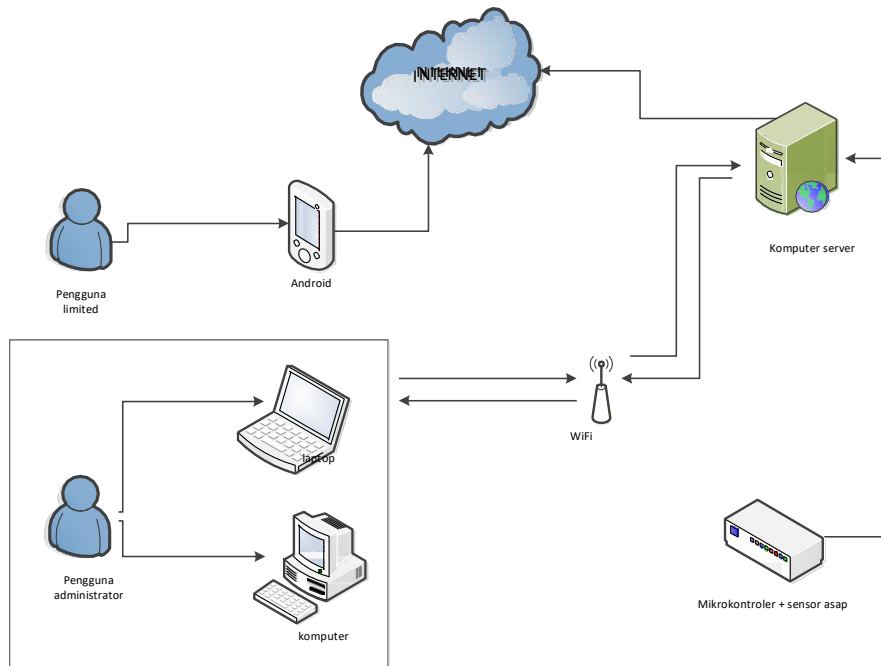 INTERNET
Komputer server
Android
Pengguna
limited
WiFi
laptop
Pengguna
administrator
komputer
Mikrokontroler + sensor asap